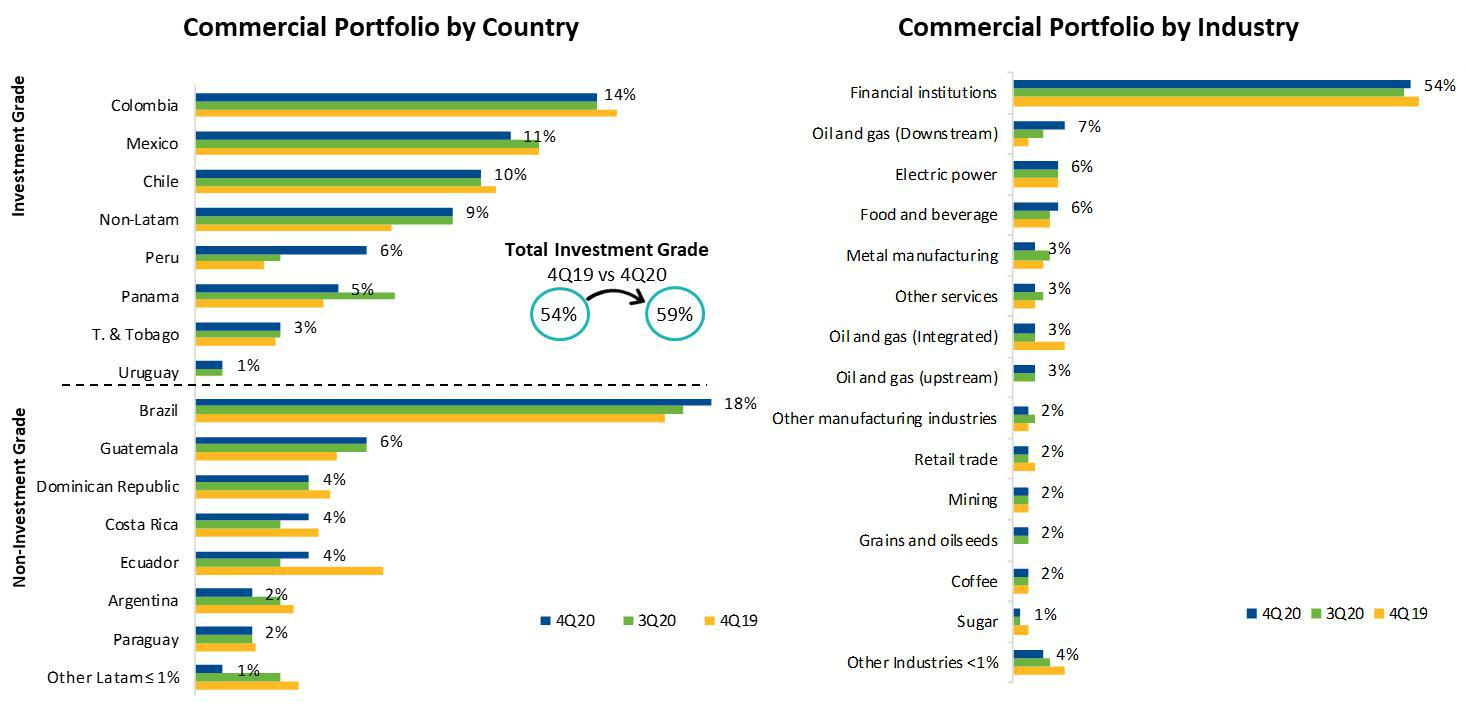 Commercial Portfolio by Country
Investment Grade
Colombia 14%
Mexico 11%
Chile 10%
Non-Latam 9%
Peru 6%
Panama 5%
T. & Tobago 3%
Uruguay 1%
Total Investment Grade
4Q19 vs 4Q20
54% 59%
Non-Investment Grade
Brazil 18%
Guatemala 6%
Dominican Republic 4%
Costa Rica 4%
Ecuador 4%
Argentina 2%
Paraguay 2%
Other Latam ≤ 1% 1%
4Q20 3Q20 4Q19
Commercial Portfolio by Industry
Financial institutions 54%
Oil and gas (Downstream) 7%
Electric power 6%
Food and beverage 6%
Metal manufacturing 3%
Other services 3%
Oil and gas (Integrated) 3%
Oil and gas (upstream) 3%
Other manufacturing industries 2%
Retail trade 2%
Mining 2%
Grains and oilseeds 2%
Coffee 2%
Sugar 1%
Other Industries <1% 4%
4Q20 3Q20 4Q19